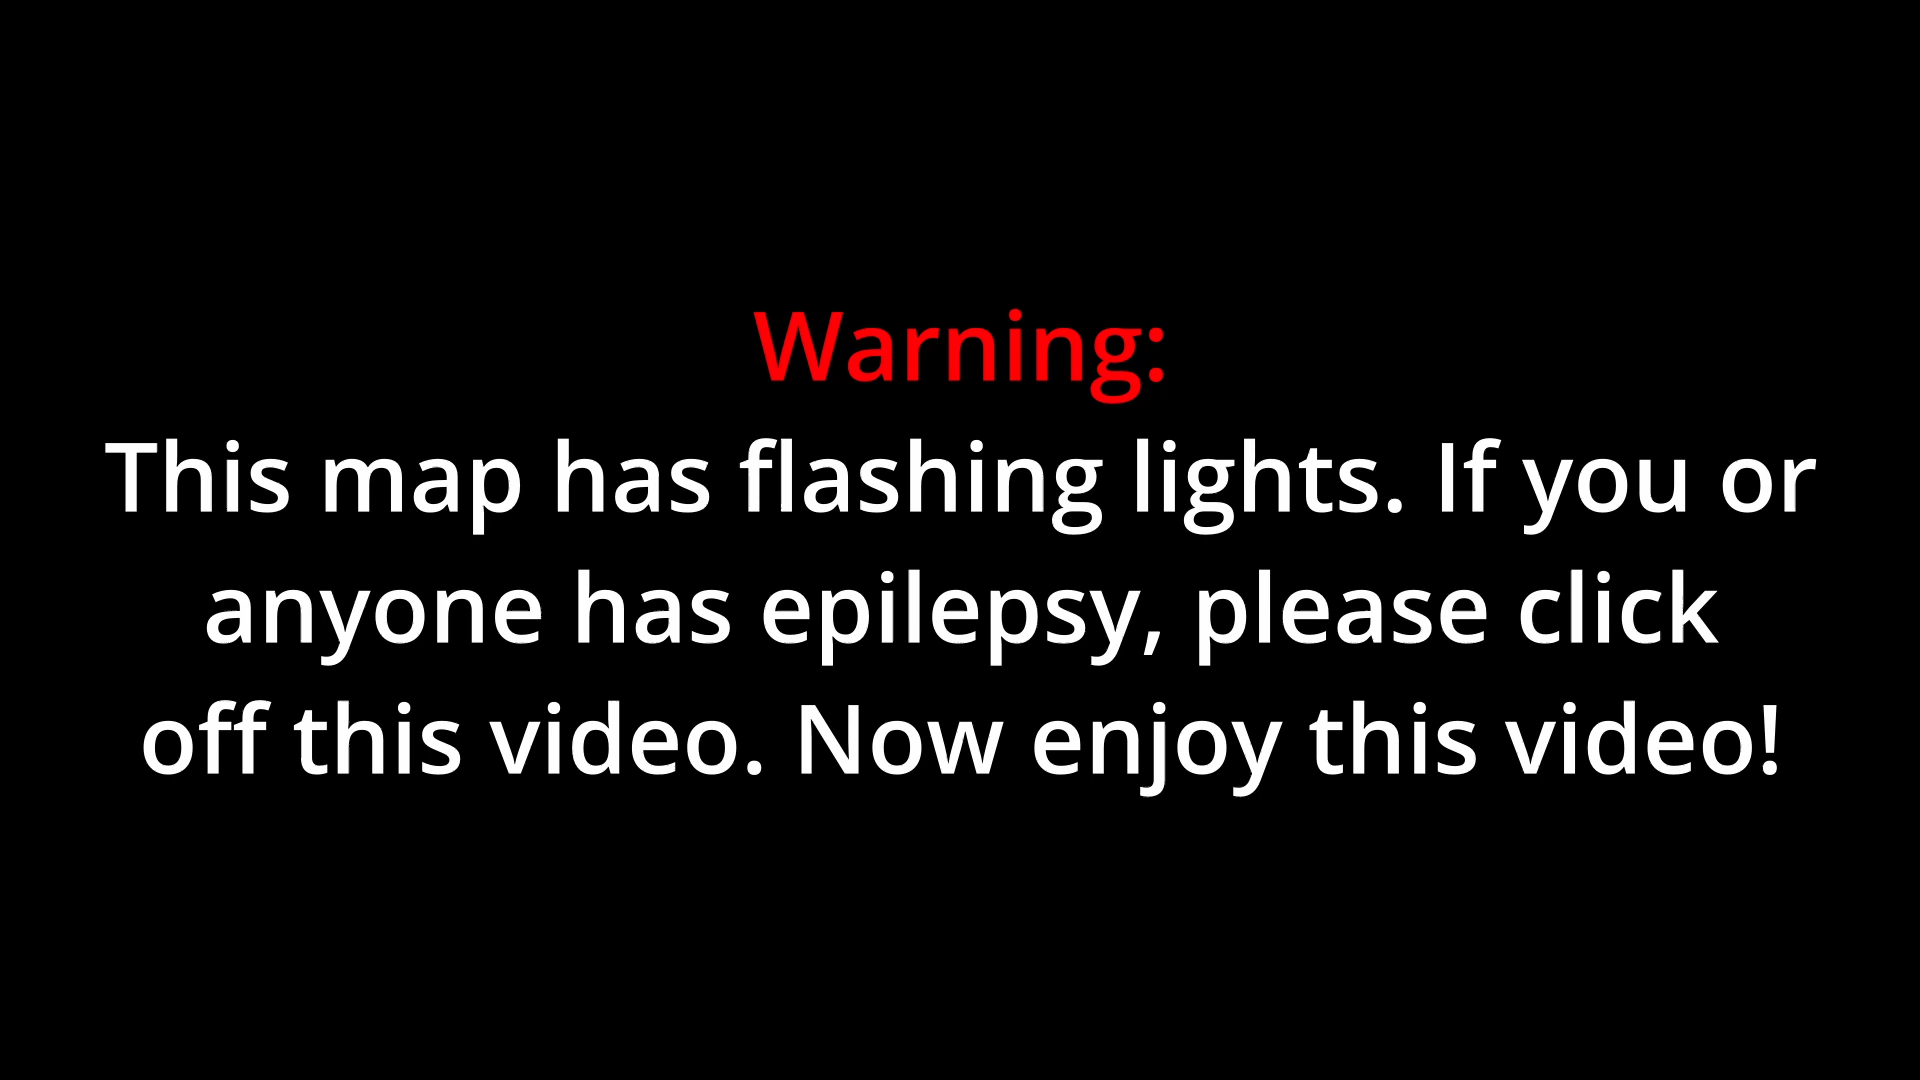 Warning:
This map has flashing lights. If you or
anyone has epilepsy, please click
off this video. Now enjoy this video!